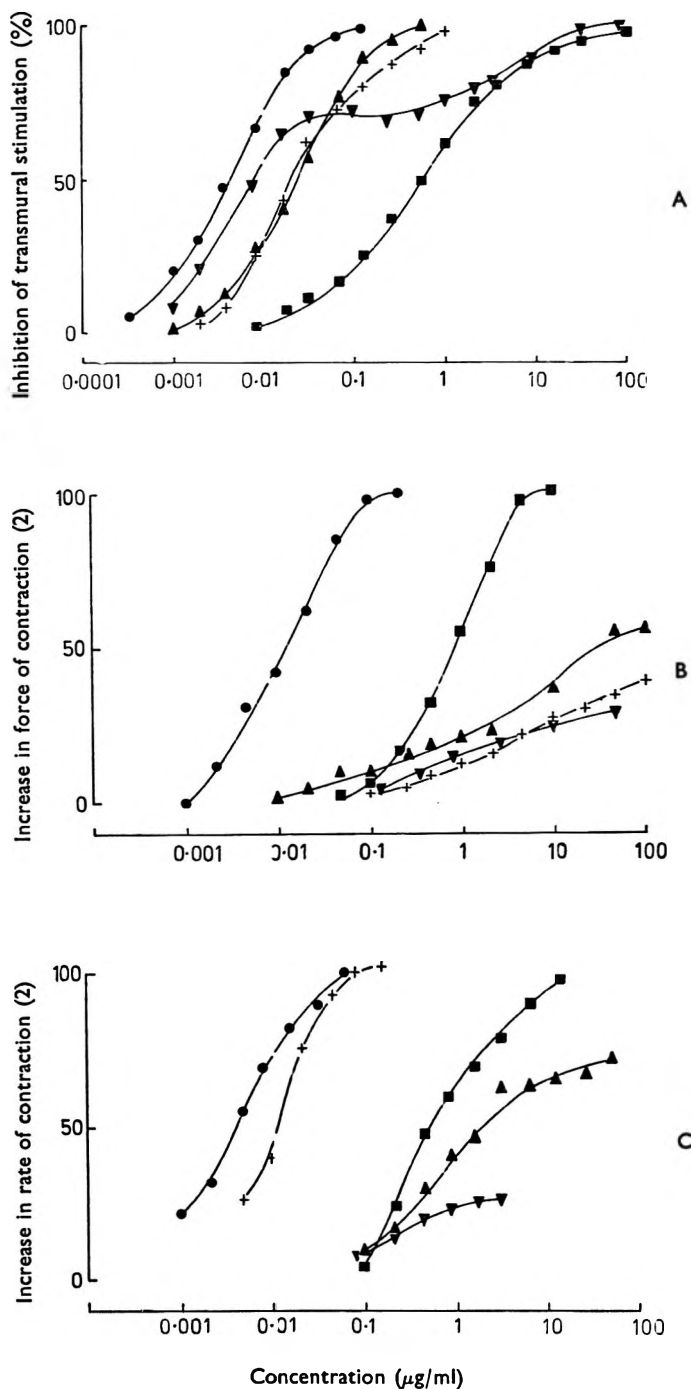 Inhibition of transmural stimulation (%)
100
50
0
A
0·0001 0·001 0·01 0·1 1 10 100
Increase in force of contraction (2)
100
50
0
B
0·001 0·01 0·1 1 10 100
Increase in rate of contraction (2)
100
50
0
C
0·001 0·01 0·1 1 10 100
Concentration (μg/ml)